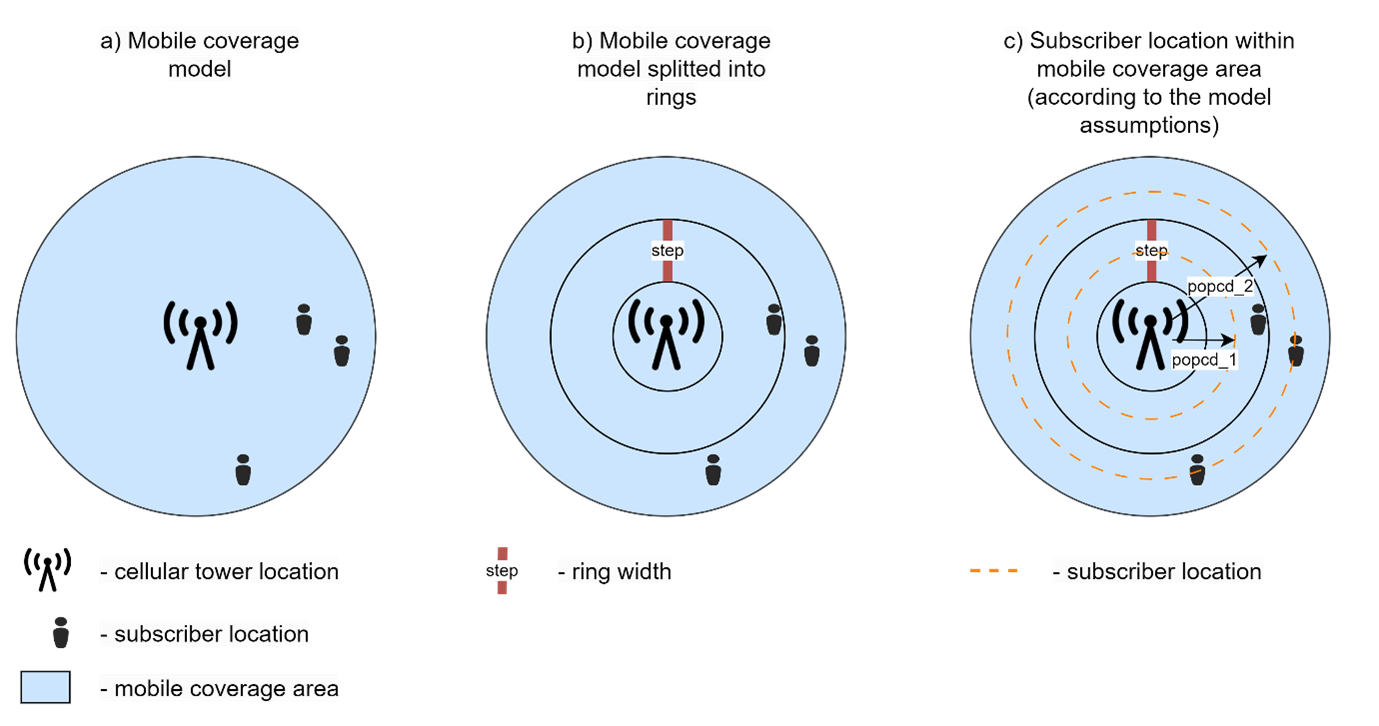 a) Mobile coverage
model
b) Mobile coverage
model splitted into
rings
c) Subscriber location within
mobile coverage area
(according to the model
assumptions)
step
step
popcd_2
popcd_1
- cellular tower location
step
- ring width
- subscriber location
- subscriber location
- mobile coverage area